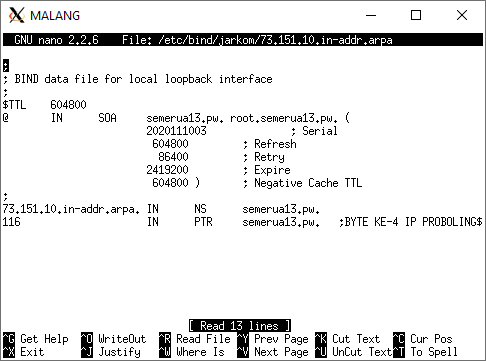 MALANG
GNU nano 2.2.6 File: /etc/bind/jarkom/73.151.10.in-addr.arpa
;
; BIND data file for local loopback interface
;
$TTL 604800
@ IN SOA semerua13.pw. root.semerua13.pw. (
2020111003 ; Serial
604800 ; Refresh
86400 ; Retry
2419200 ; Expire
604800 ) ; Negative Cache TTL
;
73.151.10.in-addr.arpa. IN NS semerua13.pw.
116 IN PTR semerua13.pw. ;BYTE KE-4 IP PROBOLING$
[ Read 13 lines ]
^G Get Help ^O WriteOut ^R Read File ^Y Prev Page ^K Cut Text ^C Cur Pos
^X Exit ^J Justify ^W Where Is ^V Next Page ^U UnCut Text ^T To Spell